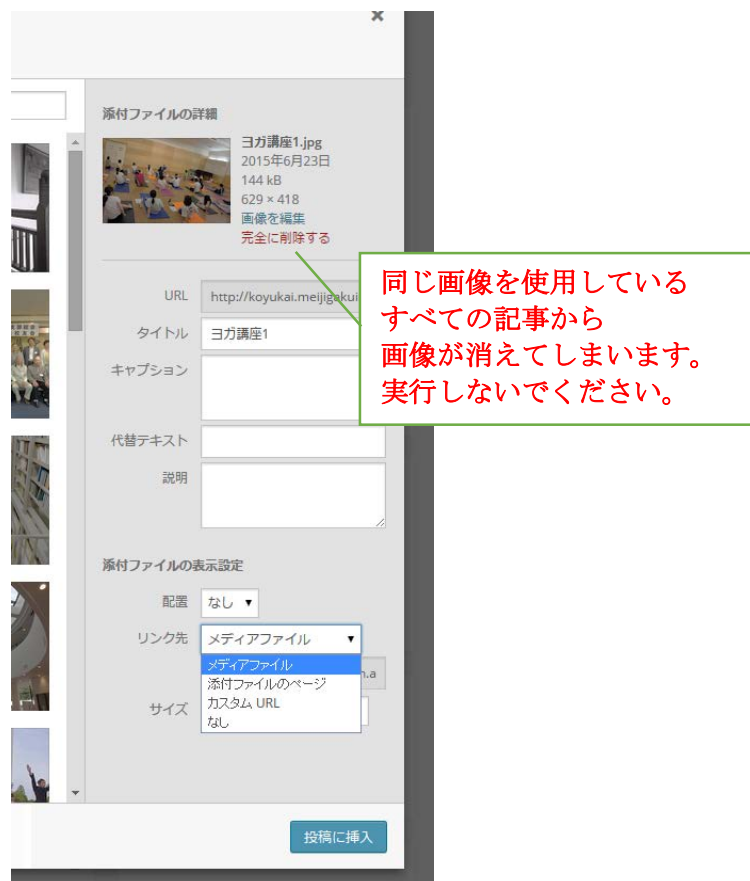 ×
添付ファイルの詳細
ヨガ講座1.jpg
2015年6月23日
144 kB
629 × 418
画像を編集
完全に削除する
同じ画像を使用している
すべての記事から
画像が消えてしまいます。
実行しないでください。
URL http://koyukai.meijigakui
タイトル ヨガ講座1
キャプション
代替テキスト
説明
添付ファイルの表示設定
配置 なし ▼
リンク先 メディアファイル ▼
メディアファイル
添付ファイルのページ
カスタム URL
なし
n.a
サイズ
投稿に挿入